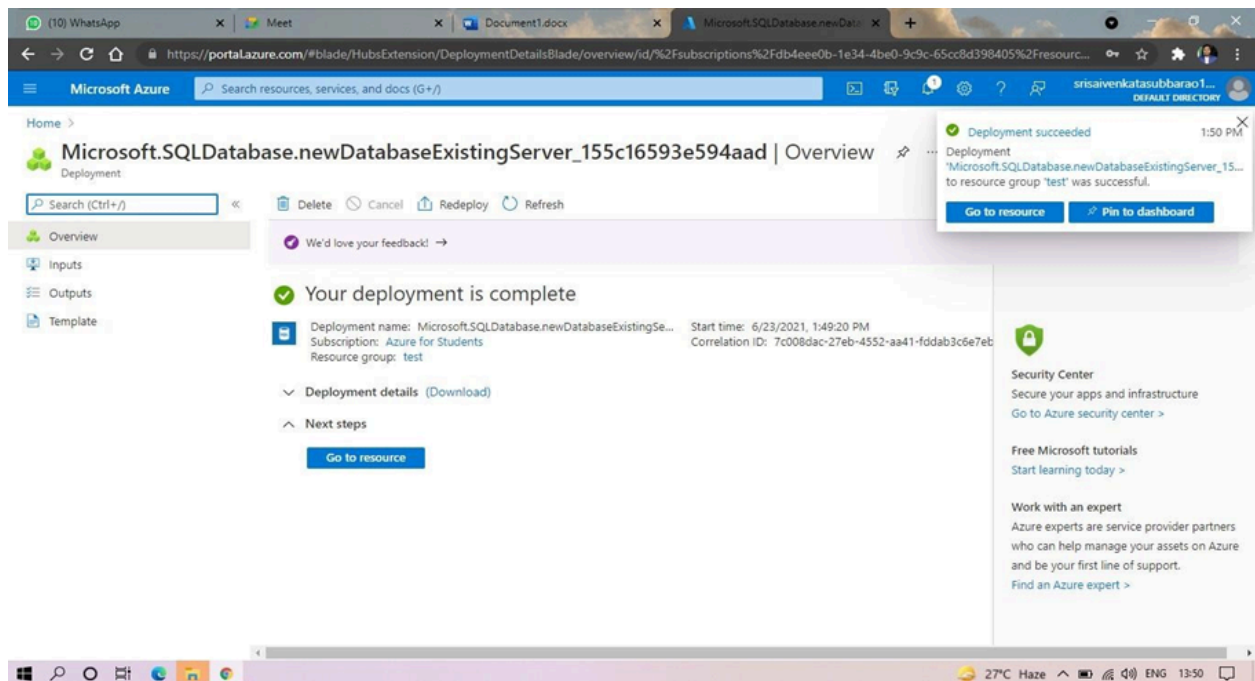 (10) WhatsApp
Meet
Document1.docx
Microsoft.SQLDatabase.newDat
https://portal.azure.com/#blade/HubsExtension/DeploymentDetailsBlade/overview/id/%2Fsubscriptions%2Fdb4eee0b-1e34-4be0-9c9c-65cc8d398405%2Fresourc...
Microsoft Azure
Search resources, services, and docs (G+/)
1
srisaivenkatasubbarao1...
DEFAULT DIRECTORY
Home >
Microsoft.SQLDatabase.newDatabaseExistingServer_155c16593e594aad | Overview
Deployment
Search (Ctrl+/)
Overview
Inputs
Outputs
Template
Delete Cancel Redeploy Refresh
We'd love your feedback! →
Your deployment is complete
Deployment name: Microsoft.SQLDatabase.newDatabaseExistingSe...
Subscription: Azure for Students
Resource group: test
Start time: 6/23/2021, 1:49:20 PM
Correlation ID: 7c008dac-27eb-4552-aa41-fddab3c6e7eb
Deployment details (Download)
Next steps
Go to resource
Deployment succeeded 1:50 PM
Deployment
'Microsoft.SQLDatabase.newDatabaseExistingServer_15...
to resource group 'test' was successful.
Go to resource
Pin to dashboard
Security Center
Secure your apps and infrastructure
Go to Azure security center >
Free Microsoft tutorials
Start learning today >
Work with an expert
Azure experts are service provider partners
who can help manage your assets on Azure
and be your first line of support.
Find an Azure expert >
27°C Haze ENG 13:50